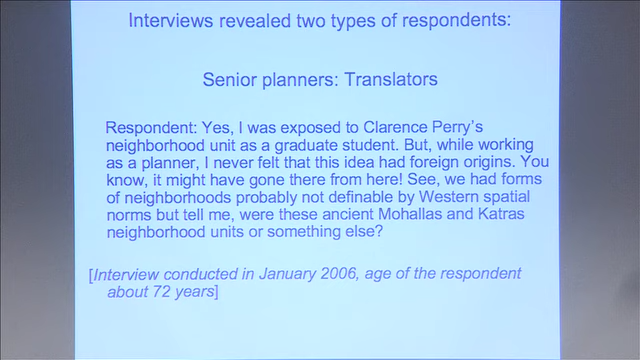 Interviews revealed two types of respondents:
Senior planners: Translators
Respondent: Yes, I was exposed to Clarence Perry's
neighborhood unit as a graduate student. But, while working
as a planner, I never felt that this idea had foreign origins. You
know, it might have gone there from here! See, we had forms
of neighborhoods probably not definable by Western spatial
norms but tell me, were these ancient Mohallas and Katras
neighborhood units or something else?
[Interview conducted in January 2006, age of the respondent
about 72 years]